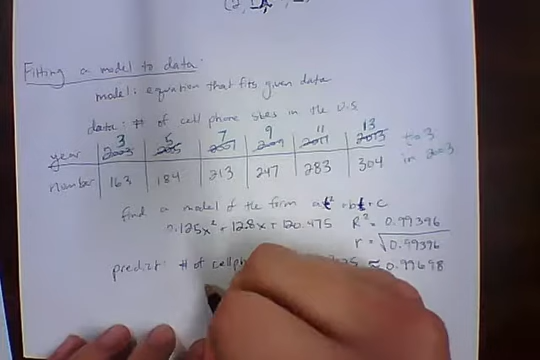 (2,
Fitting a model to data:
model: equation that fits given data
data: # of cell phone sites in the U.S
3 5 7 9 11 13
year 2003 2005 2007 2009 2011 2013 t=3
number 163 184 213 247 283 304 in 2003
find a model of the form at² + bt + c
0.125x² + 12.8x + 120.475 R² = 0.99396
r = √0.99396
predict: # of cellph ≈ 0.99698